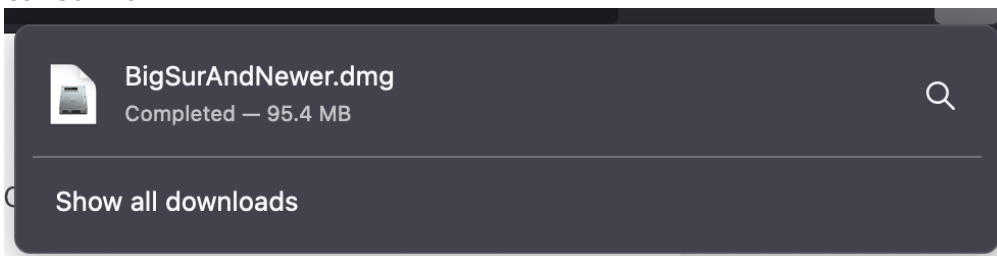 BigSurAndNewer.dmg
Completed — 95.4 MB
Show all downloads